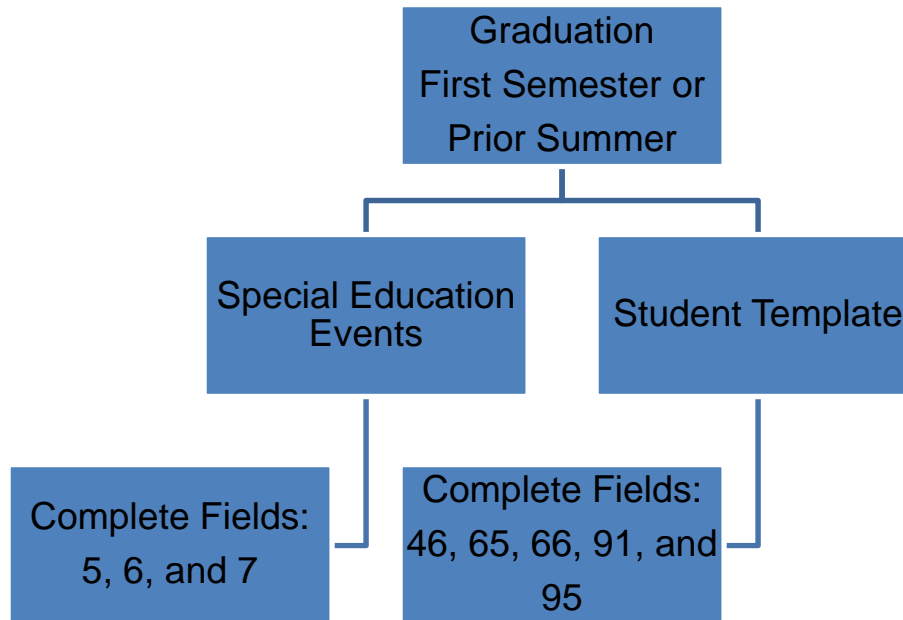 Graduation
First Semester or
Prior Summer
Special Education
Events
Student Template
Complete Fields:
5, 6, and 7
Complete Fields:
46, 65, 66, 91, and
95